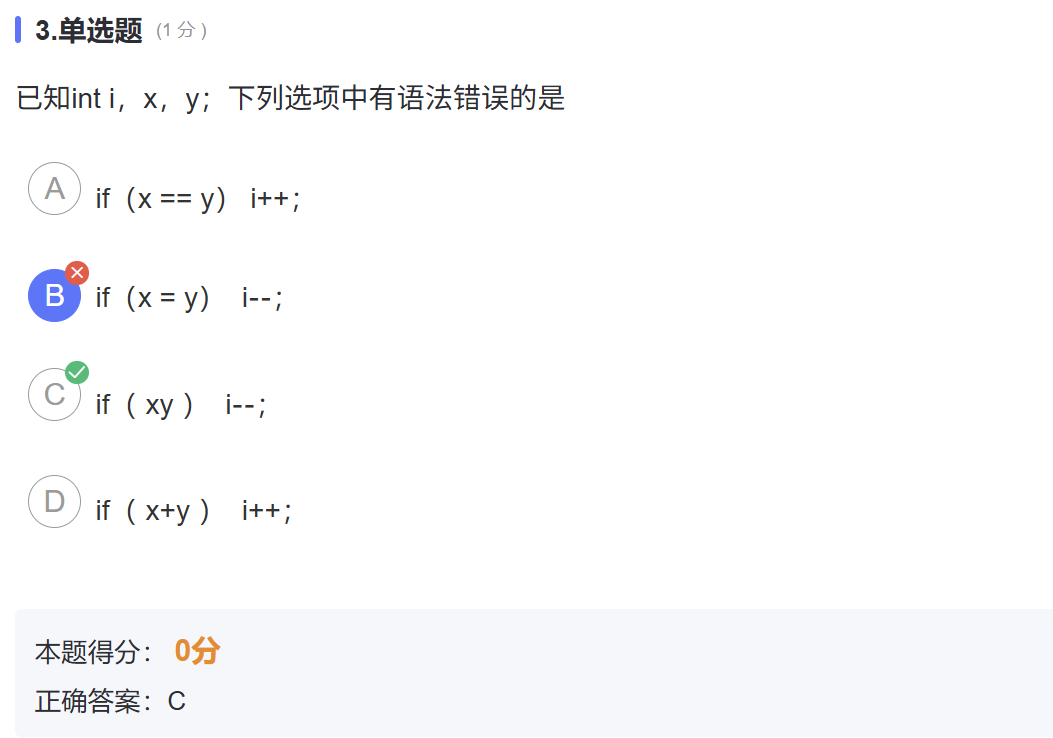 3.单选题 (1 分)
已知int i，x，y；下列选项中有语法错误的是
A if（x == y） i++；
B if（x = y） i--；
C if（ xy ） i--；
D if（ x+y ） i++；
本题得分： 0分
正确答案：C